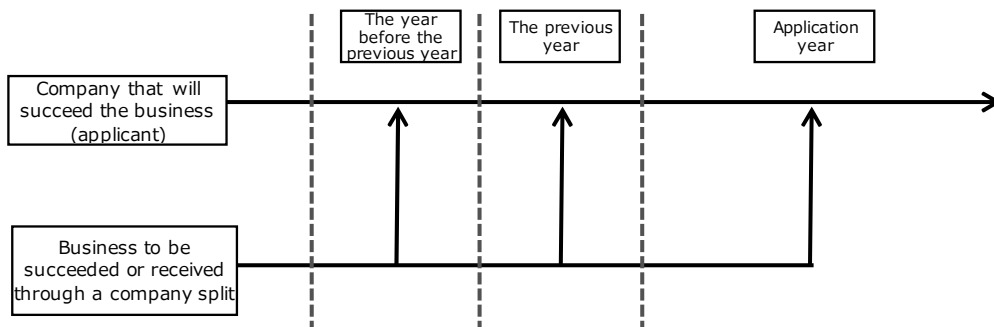 The year
before the
previous year
The previous
year
Application
year
Company that will
succeed the business
(applicant)
Business to be
succeeded or received
through a company split